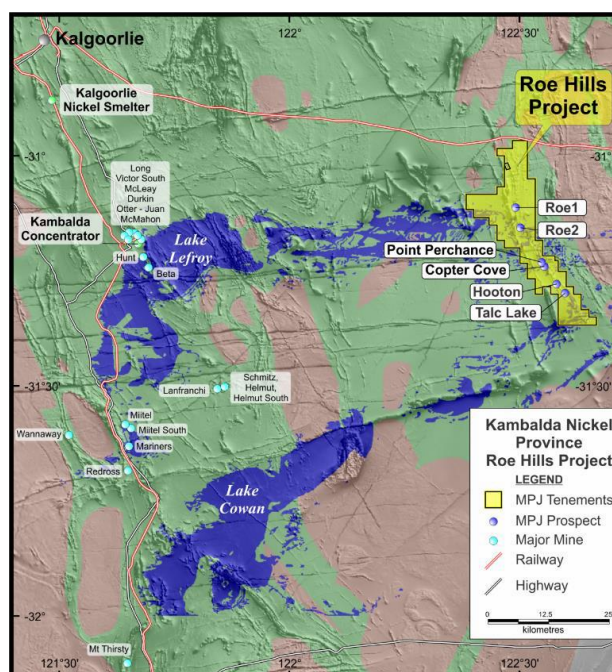 122°
122°30'
Kalgoorlie
Kalgoorlie
Nickel Smelter
Roe Hills
Project
-31°
-31°
Long
Victor South
McLeay
Durkin
Otter - Juan
McMahon
Kambalda
Concentrator
Hunt
Beta
Lake
Lefroy
Roe1
Roe2
Point Perchance
Copter Cove
Hooton
Talc Lake
-31°30'
Schmitz,
Helmut,
Helmut South
Lanfranchi
Miitel
Miitel South
Wannaway
Mariners
Redross
Lake
Cowan
Kambalda Nickel
Province
Roe Hills Project
LEGEND
MPJ Tenements
MPJ Prospect
Major Mine
Railway
Highway
0 12.5 25
kilometres
-32°
Mt Thirsty
121°30'
122°
122°30'